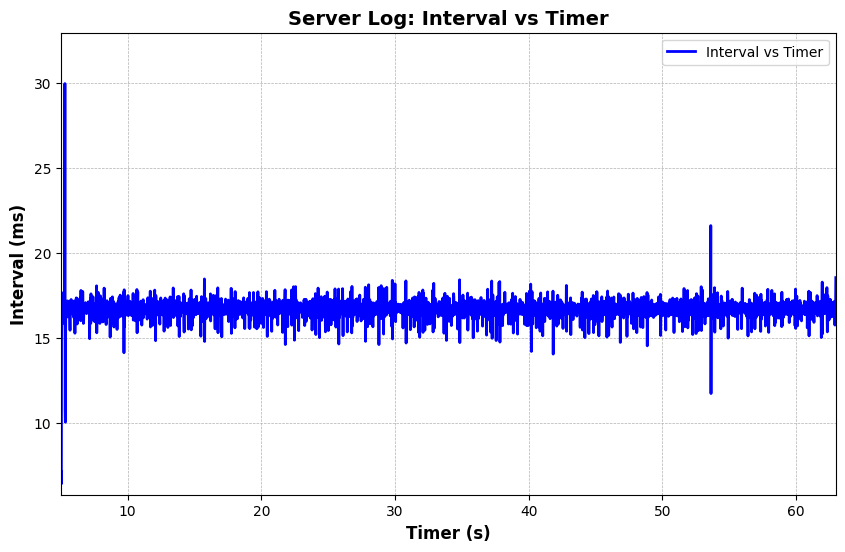 Server Log: Interval vs Timer
Interval vs Timer
30
25
20
15
10
Interval (ms)
10 20 30 40 50 60
Timer (s)